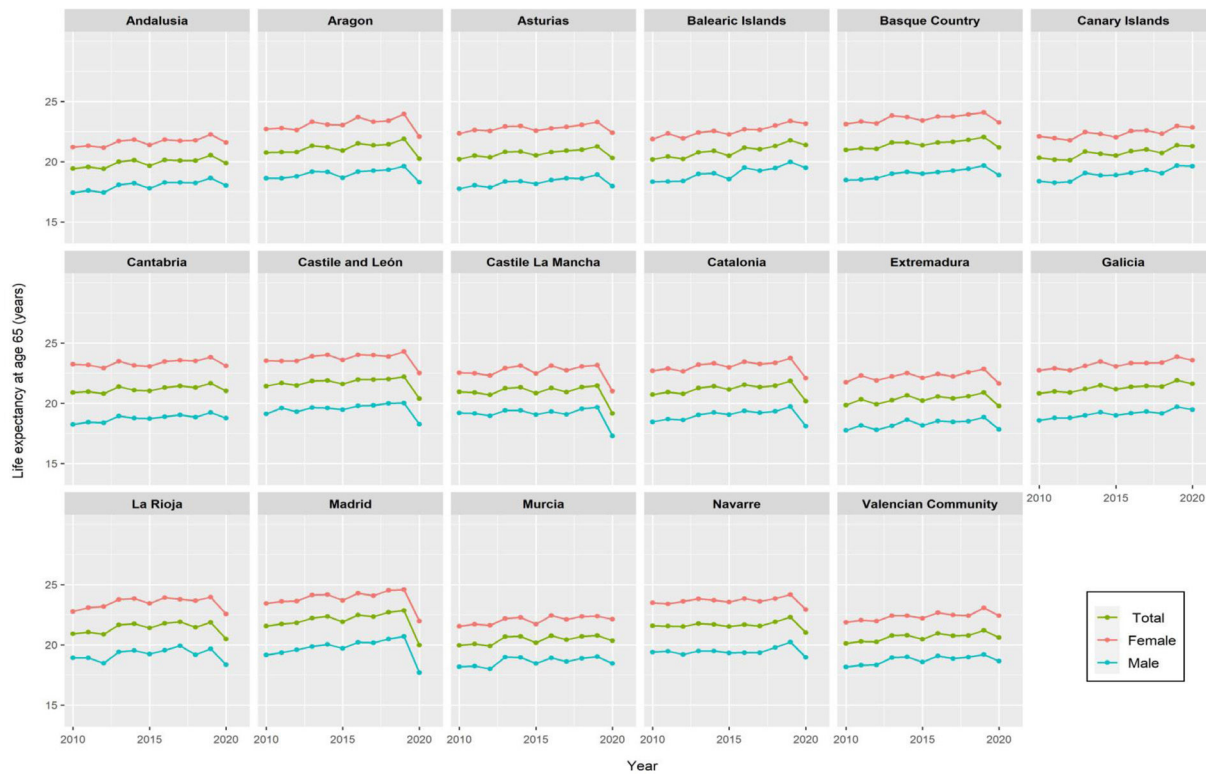 Andalusia
Aragon
Asturias
Balearic Islands
Basque Country
Canary Islands
25
20
15
Cantabria
Castile and León
Castile La Mancha
Catalonia
Extremadura
Galicia
25
20
15
2010
2015
2020
La Rioja
Madrid
Murcia
Navarre
Valencian Community
25
20
15
2010
2015
2020
2010
2015
2020
2010
2015
2020
2010
2015
2020
2010
2015
2020
Life expectancy at age 65 (years)
Year
Total
Female
Male